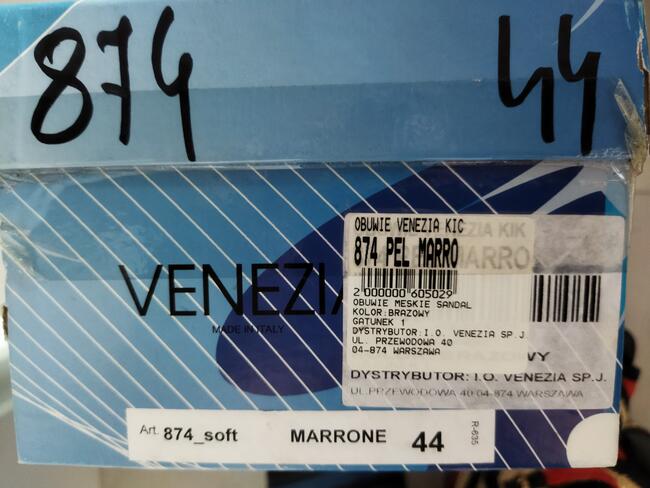 874 44
VENEZIA
MADE IN ITALY
OBUWIE VENEZIA KIC
874 PEL MARRO
2 000000 605029
OBUWIE MESKIE SANDAL
KOLOR:BRAZOWY
GATUNEK 1
DYSTRYBUTOR:I.O. VENEZIA SP.J.
UL. PRZEWODOWA 40
04-874 WARSZAWA
DYSTRYBUTOR: I.O. VENEZIA SP.J.
UL.PRZEWODOWA 40 04-874 WARSZAWA
Art. 874_soft MARRONE 44
R-635